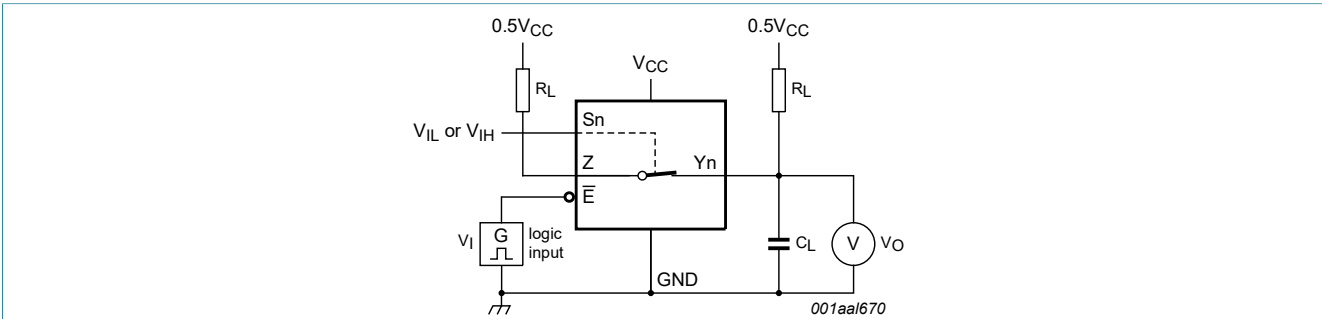 0.5VCC
0.5VCC
VCC
RL
RL
Sn
VIL or VIH
Z
Yn
E
VI
G
logic
input
CL
V
VO
GND
001aal670